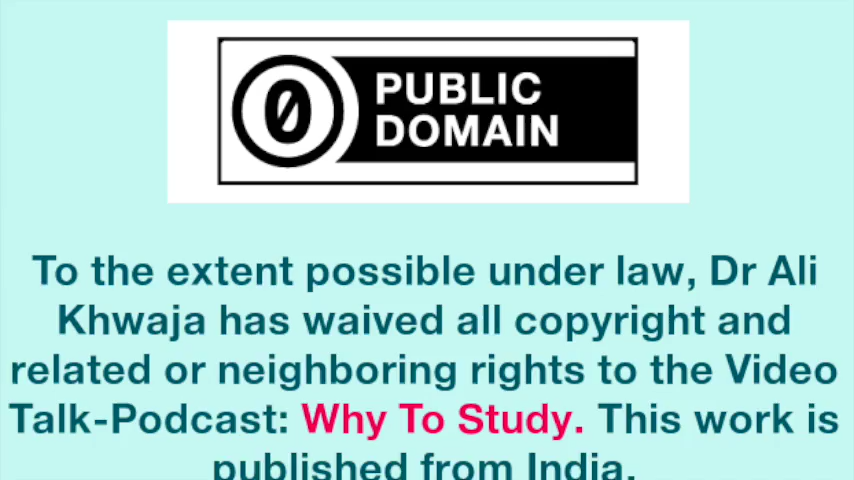 0
PUBLIC
DOMAIN
To the extent possible under law, Dr Ali
Khwaja has waived all copyright and
related or neighboring rights to the Video
Talk-Podcast: Why To Study. This work is
published from India.